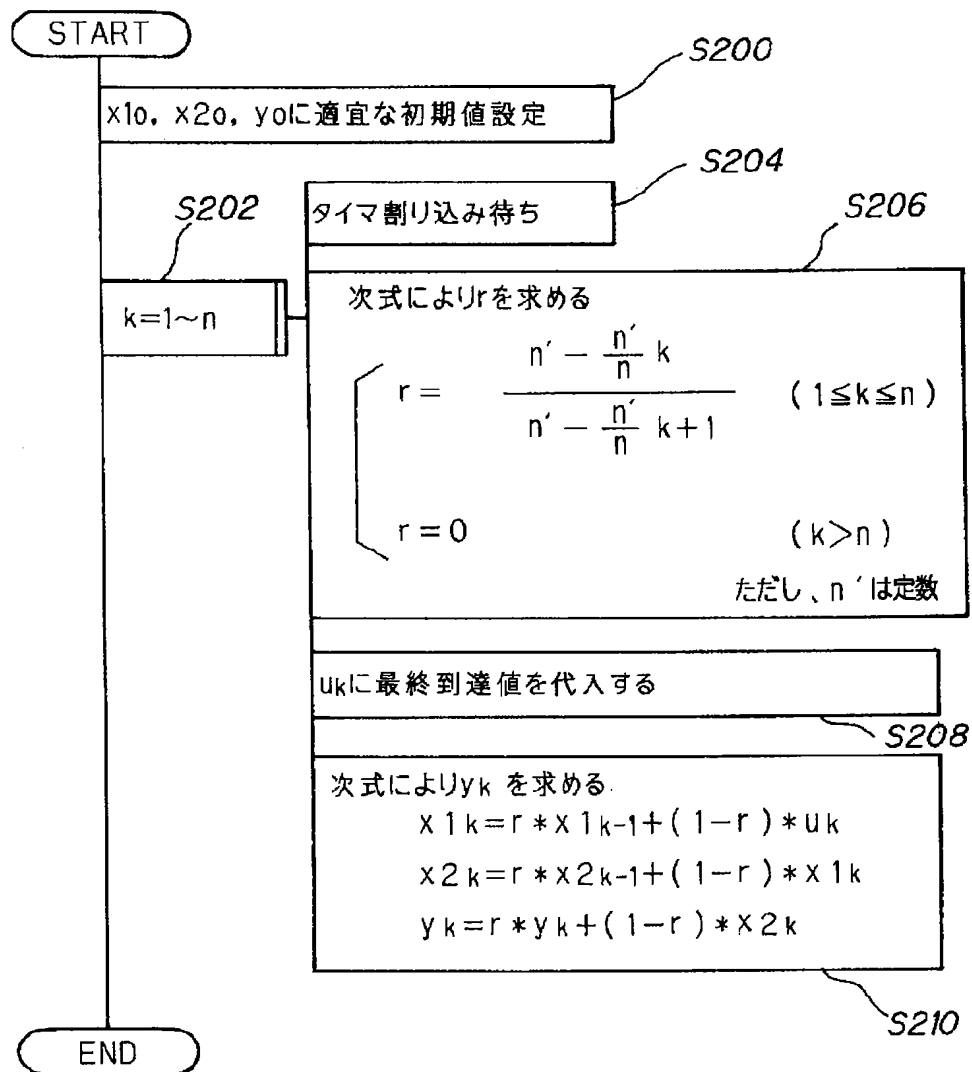 START
S200
x1o, x2o, yoに適宜な初期値設定
S204
S202
タイマ割り込み待ち
S206
k=1～n
次式によりrを求める
r = (n′ − n′/n k) / (n′ − n′/n k+1) (1≦k≦n)
r = 0 (k>n)
ただし、n′は定数
ukに最終到達値を代入する
S208
次式によりyk を求める
x1k=r*x1k-1+(1−r)*uk
x2k=r*x2k-1+(1−r)*x1k
yk=r*yk+(1−r)*x2k
S210
END